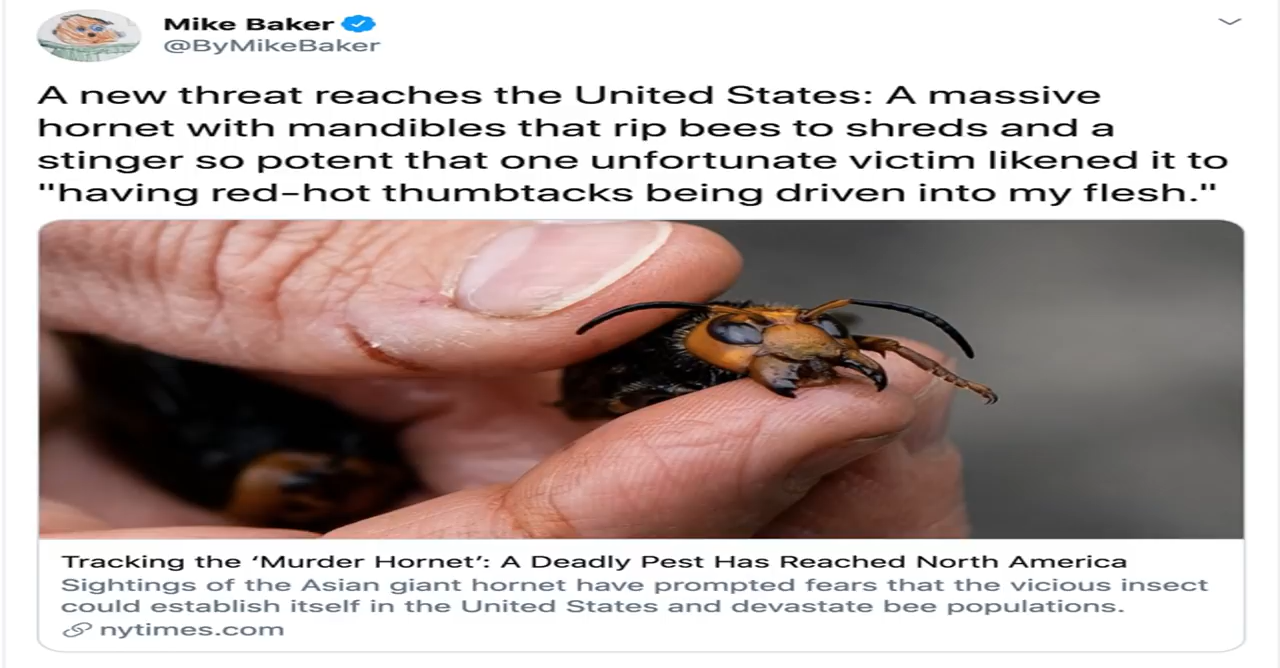 Mike Baker
@ByMikeBaker
A new threat reaches the United States: A massive
hornet with mandibles that rip bees to shreds and a
stinger so potent that one unfortunate victim likened it to
"having red-hot thumbtacks being driven into my flesh."
Tracking the ‘Murder Hornet’: A Deadly Pest Has Reached North America
Sightings of the Asian giant hornet have prompted fears that the vicious insect
could establish itself in the United States and devastate bee populations.
nytimes.com